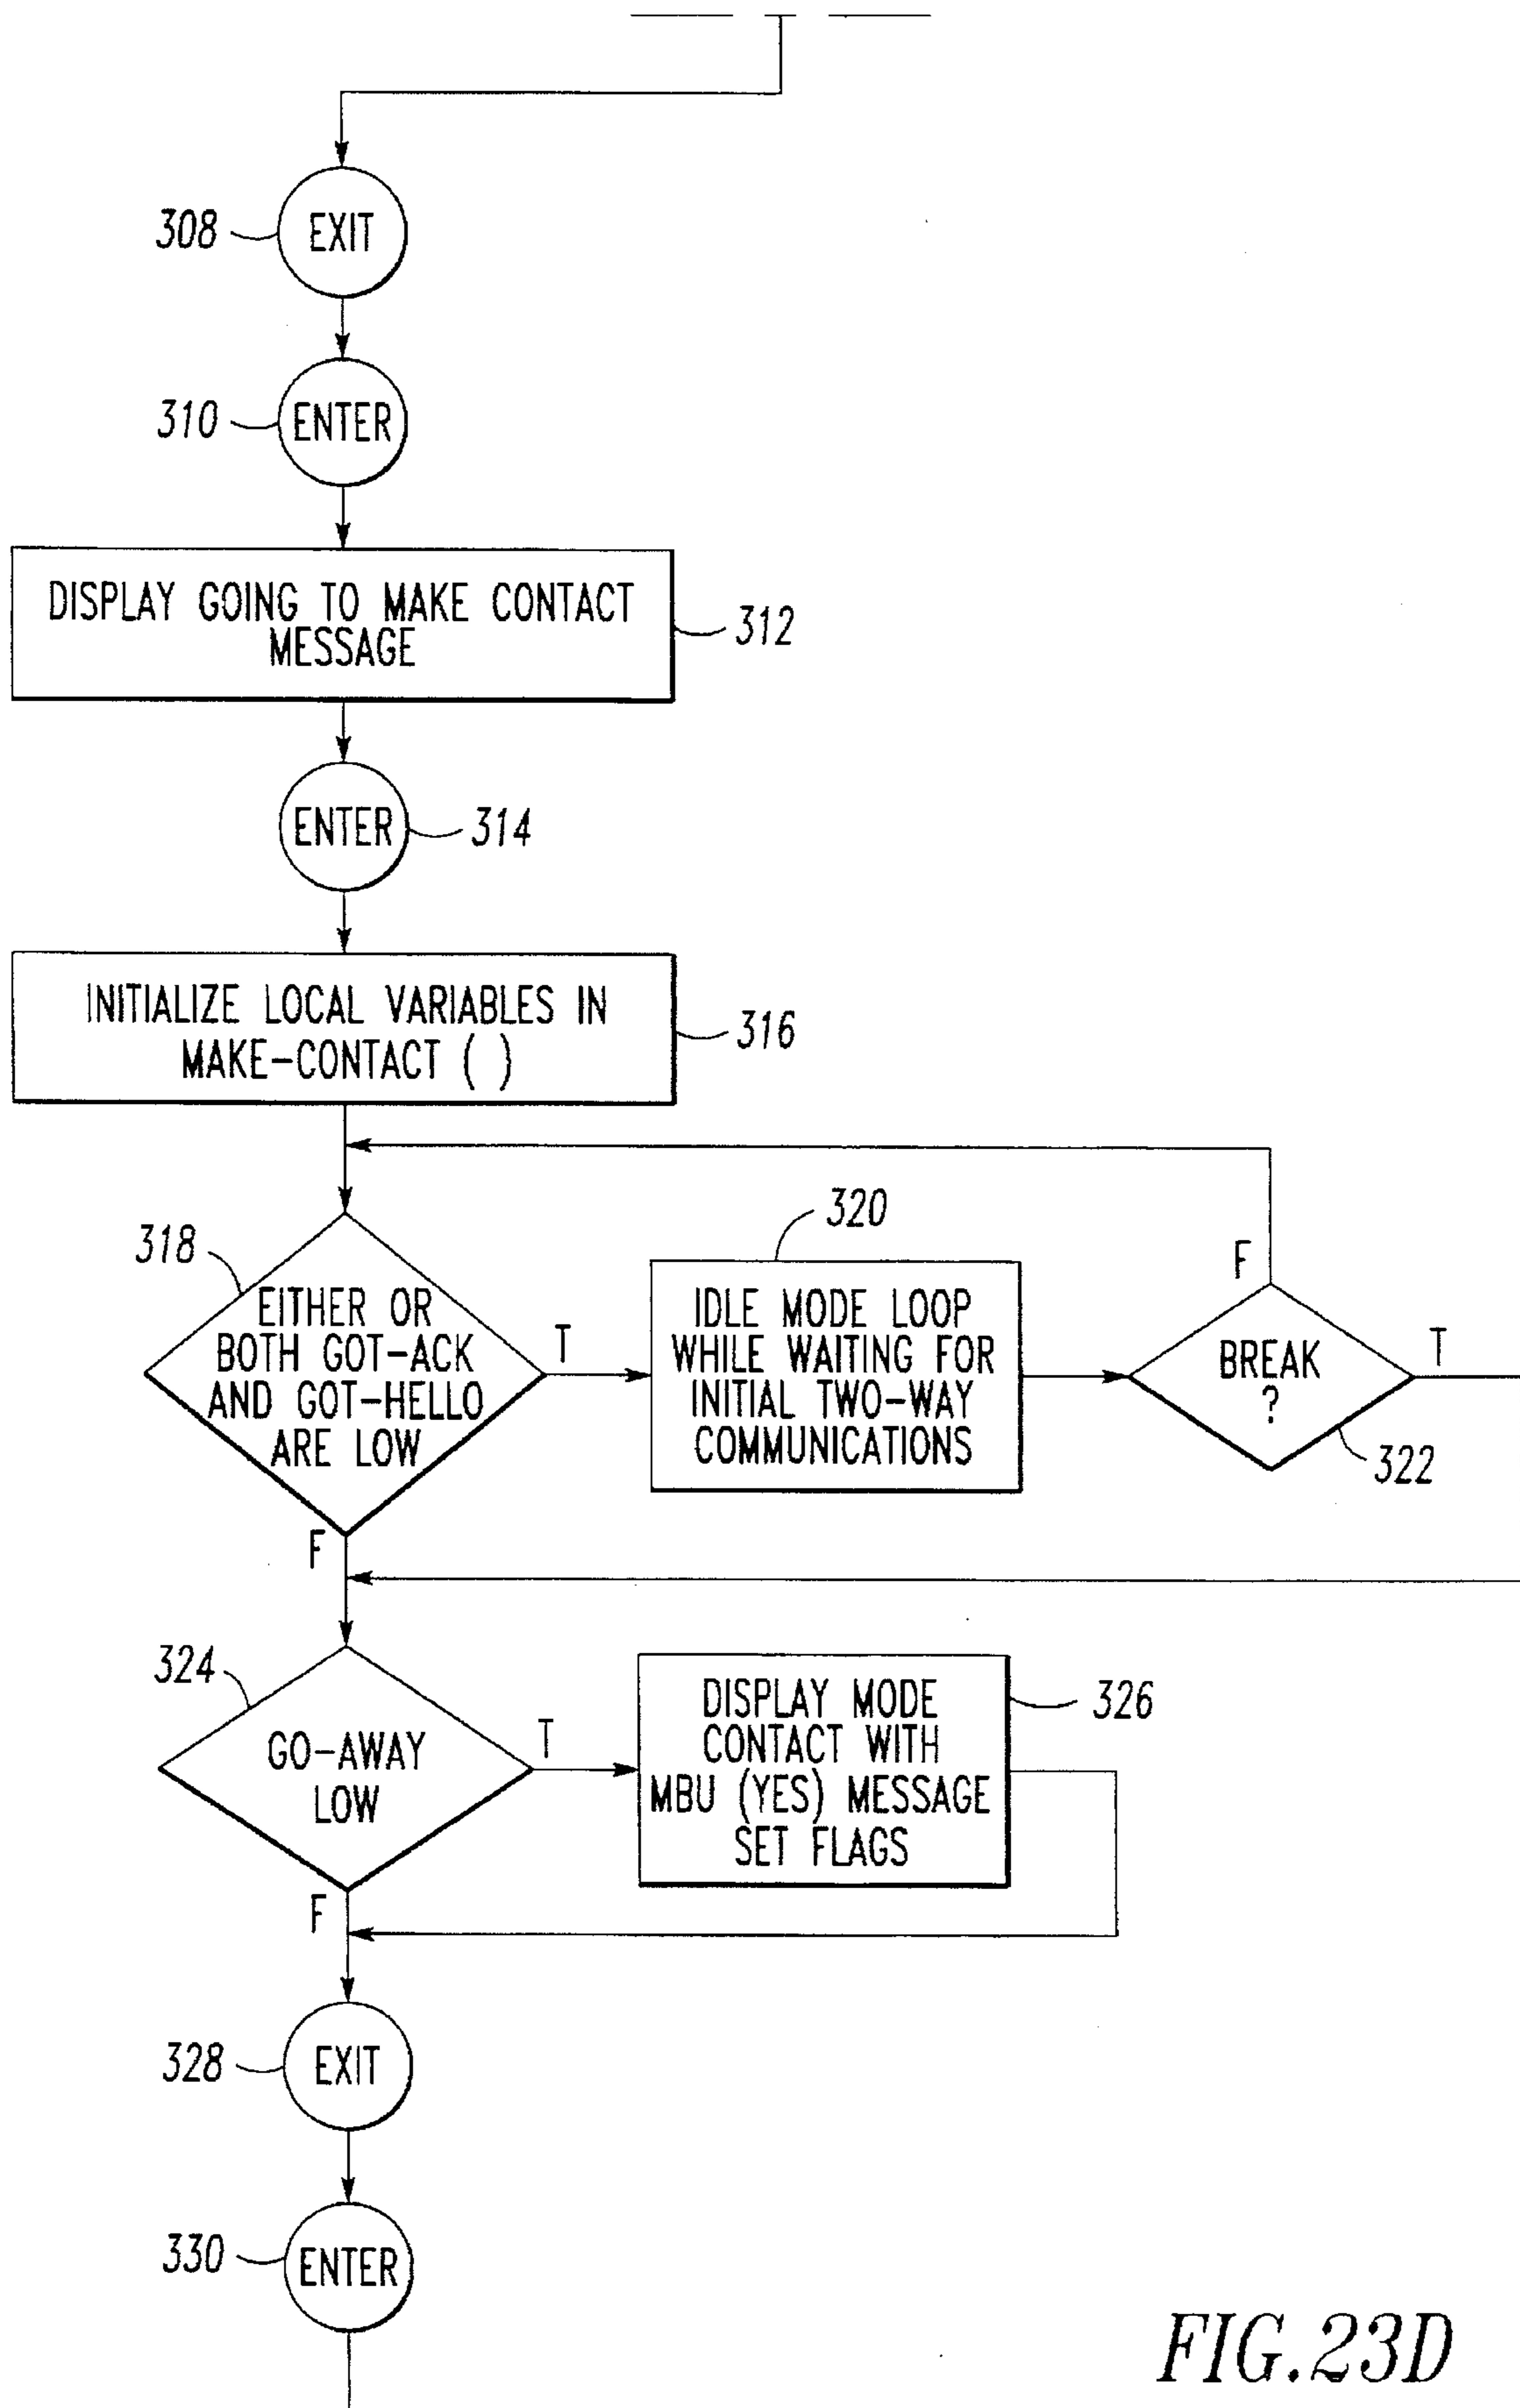 308
EXIT
310
ENTER
DISPLAY GOING TO MAKE CONTACT
MESSAGE
312
ENTER
314
INITIALIZE LOCAL VARIABLES IN
MAKE-CONTACT ( )
316
318
EITHER OR
BOTH GOT-ACK
AND GOT-HELLO
ARE LOW
T
F
320
IDLE MODE LOOP
WHILE WAITING FOR
INITIAL TWO-WAY
COMMUNICATIONS
F
BREAK
?
T
322
324
GO-AWAY
LOW
T
F
DISPLAY MODE
CONTACT WITH
MBU (YES) MESSAGE
SET FLAGS
326
328
EXIT
330
ENTER
FIG.23D